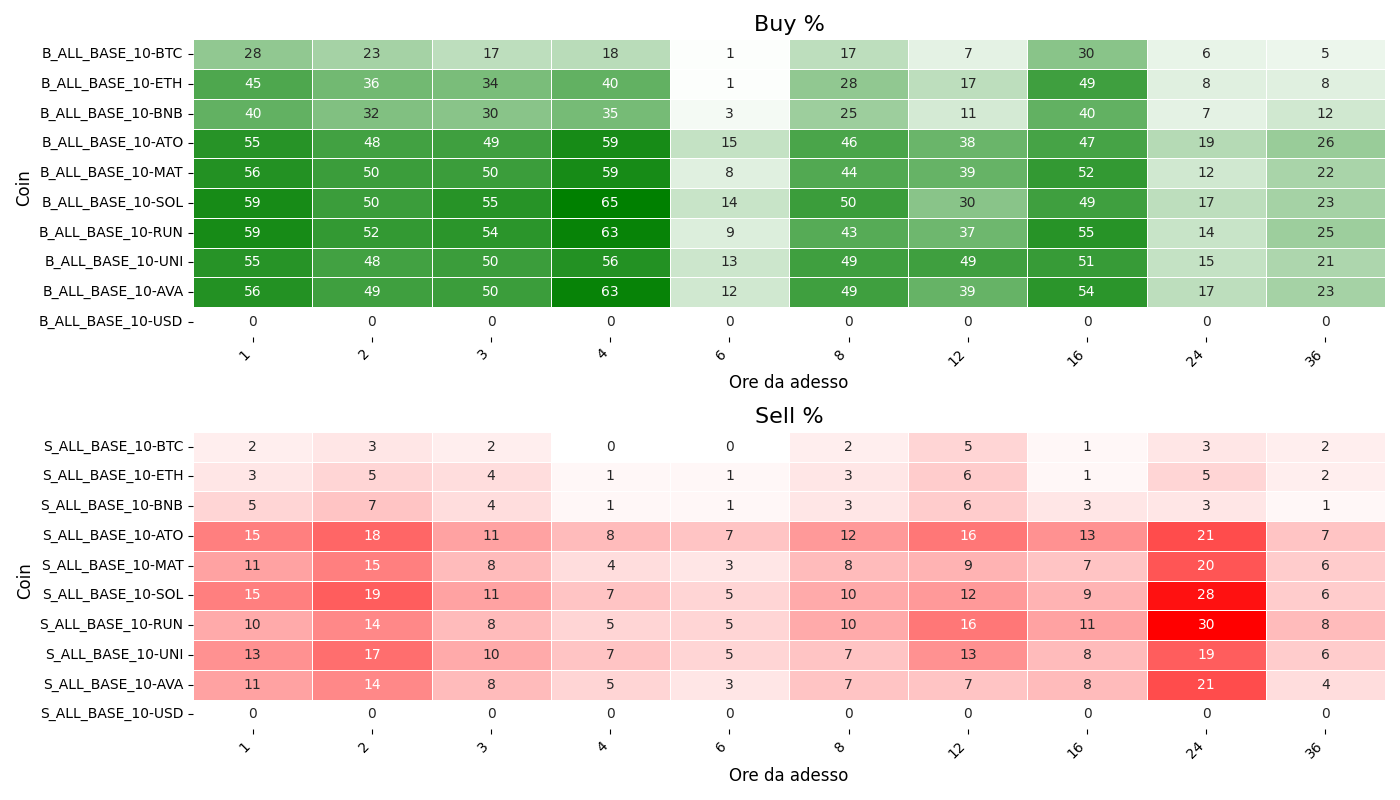 Buy %
Coin
B_ALL_BASE_10-BTC 28 23 17 18 1 17 7 30 6 5
B_ALL_BASE_10-ETH 45 36 34 40 1 28 17 49 8 8
B_ALL_BASE_10-BNB 40 32 30 35 3 25 11 40 7 12
B_ALL_BASE_10-ATO 55 48 49 59 15 46 38 47 19 26
B_ALL_BASE_10-MAT 56 50 50 59 8 44 39 52 12 22
B_ALL_BASE_10-SOL 59 50 55 65 14 50 30 49 17 23
B_ALL_BASE_10-RUN 59 52 54 63 9 43 37 55 14 25
B_ALL_BASE_10-UNI 55 48 50 56 13 49 49 51 15 21
B_ALL_BASE_10-AVA 56 49 50 63 12 49 39 54 17 23
B_ALL_BASE_10-USD 0 0 0 0 0 0 0 0 0 0
1 2 3 4 6 8 12 16 24 36
Ore da adesso
Sell %
Coin
S_ALL_BASE_10-BTC 2 3 2 0 0 2 5 1 3 2
S_ALL_BASE_10-ETH 3 5 4 1 1 3 6 1 5 2
S_ALL_BASE_10-BNB 5 7 4 1 1 3 6 3 3 1
S_ALL_BASE_10-ATO 15 18 11 8 7 12 16 13 21 7
S_ALL_BASE_10-MAT 11 15 8 4 3 8 9 7 20 6
S_ALL_BASE_10-SOL 15 19 11 7 5 10 12 9 28 6
S_ALL_BASE_10-RUN 10 14 8 5 5 10 16 11 30 8
S_ALL_BASE_10-UNI 13 17 10 7 5 7 13 8 19 6
S_ALL_BASE_10-AVA 11 14 8 5 3 7 7 8 21 4
S_ALL_BASE_10-USD 0 0 0 0 0 0 0 0 0 0
1 2 3 4 6 8 12 16 24 36
Ore da adesso